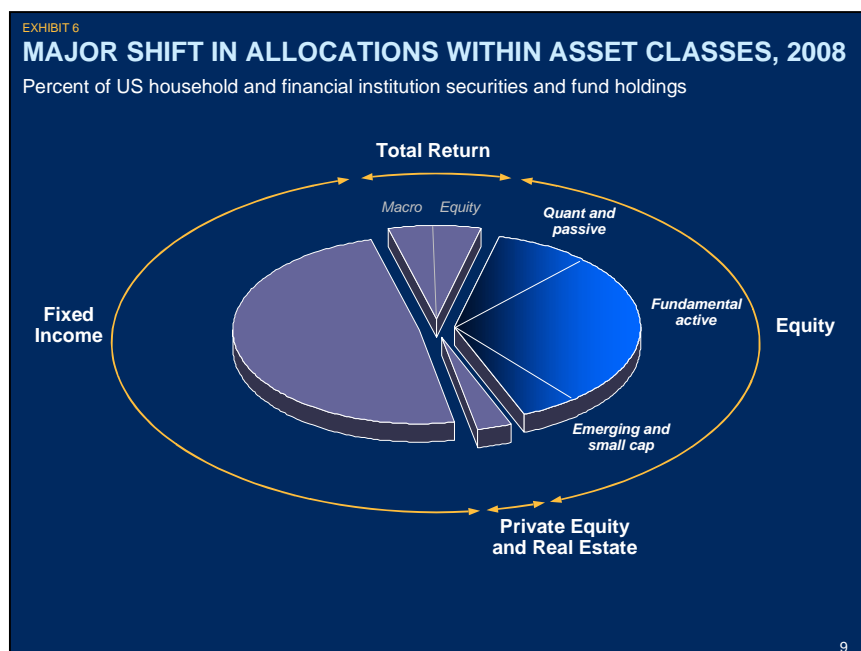 EXHIBIT 6
MAJOR SHIFT IN ALLOCATIONS WITHIN ASSET CLASSES, 2008
Percent of US household and financial institution securities and fund holdings
Total Return
Macro Equity
Quant and
passive
Fixed
Income
Fundamental
active
Equity
Emerging and
small cap
Private Equity
and Real Estate
9